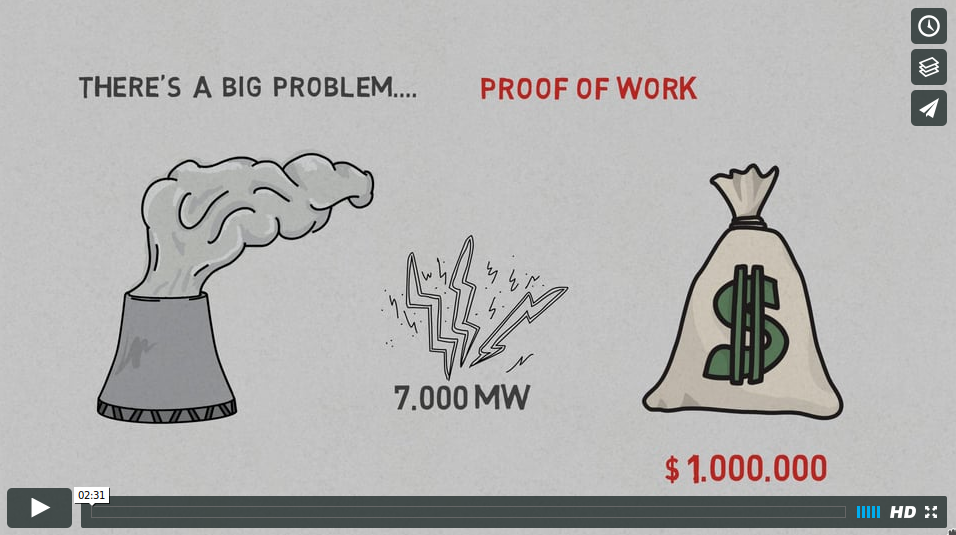 THERE'S A BIG PROBLEM....
PROOF OF WORK
$
7.000 MW
$ 1.000.000
02:31
HD